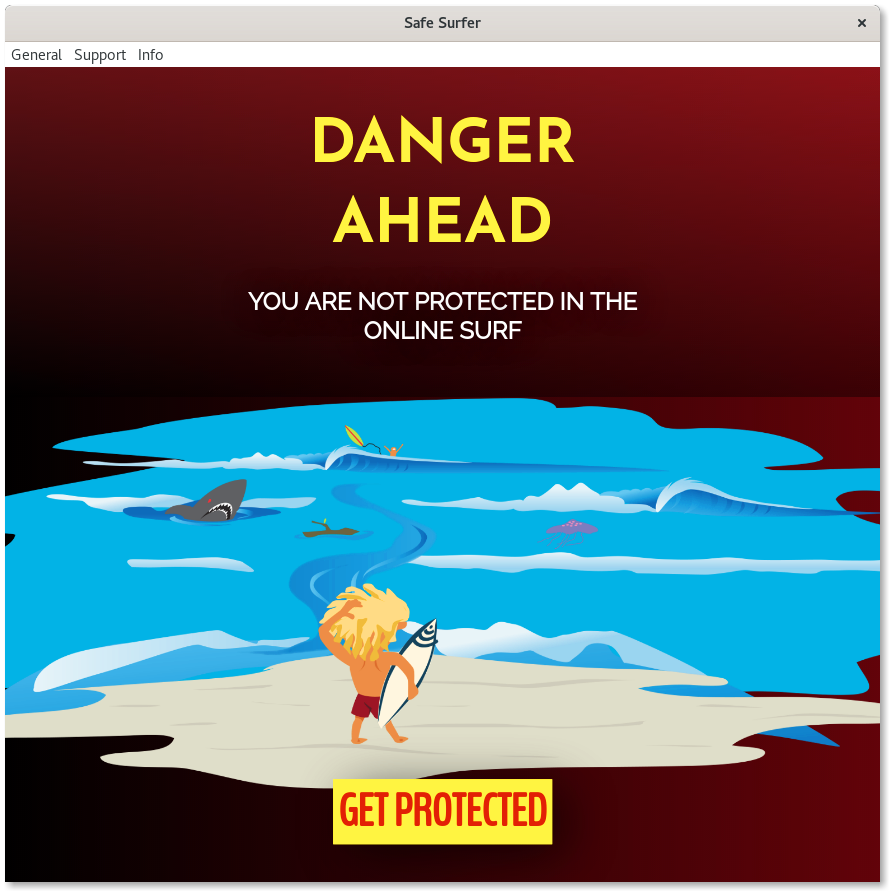 Safe Surfer
General Support Info
DANGER
AHEAD
YOU ARE NOT PROTECTED IN THE
ONLINE SURF
GET PROTECTED